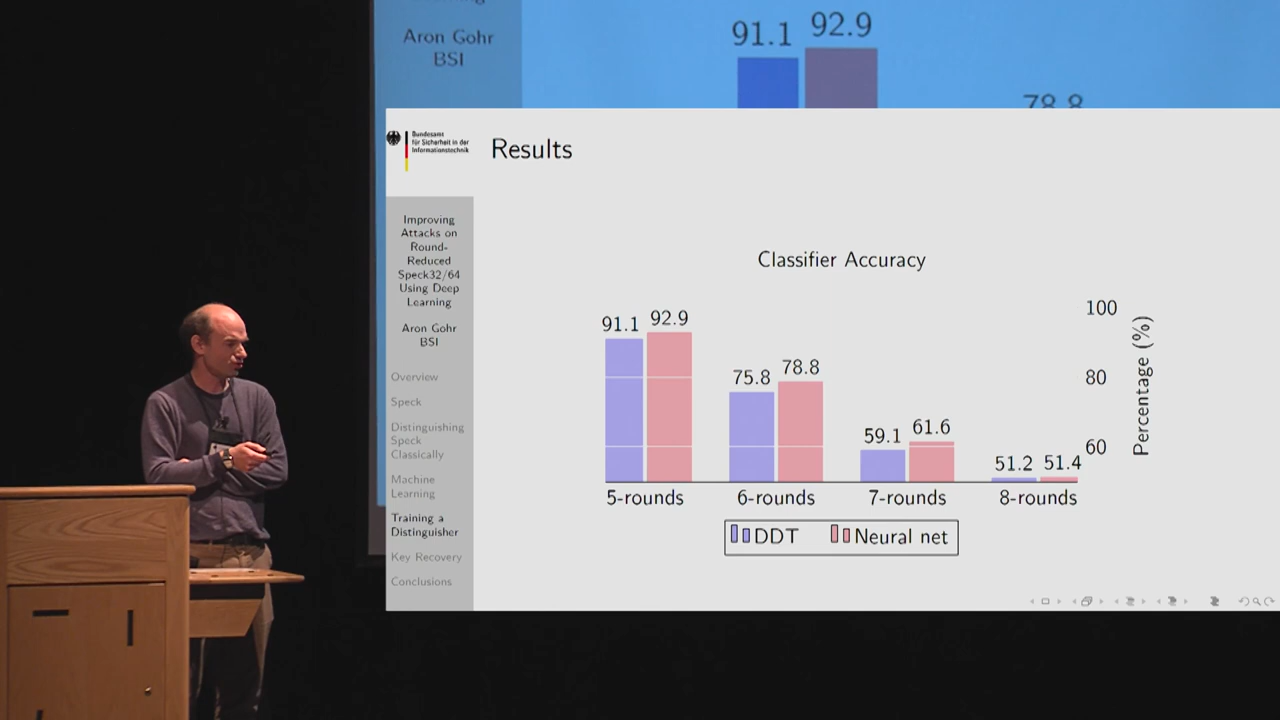 Aron Gohr
BSI
91.1
92.9
78.8
Bundesamt
für Sicherheit in der
Informationstechnik
Results
Improving
Attacks on
Round-
Reduced
Speck32/64
Using Deep
Learning
Aron Gohr
BSI
Overview
Speck
Distinguishing
Speck
Classically
Machine
Learning
Training a
Distinguisher
Key Recovery
Conclusions
Classifier Accuracy
91.1
92.9
75.8
78.8
59.1
61.6
51.2
51.4
100
80
60
Percentage (%)
5-rounds
6-rounds
7-rounds
8-rounds
DDT
Neural net